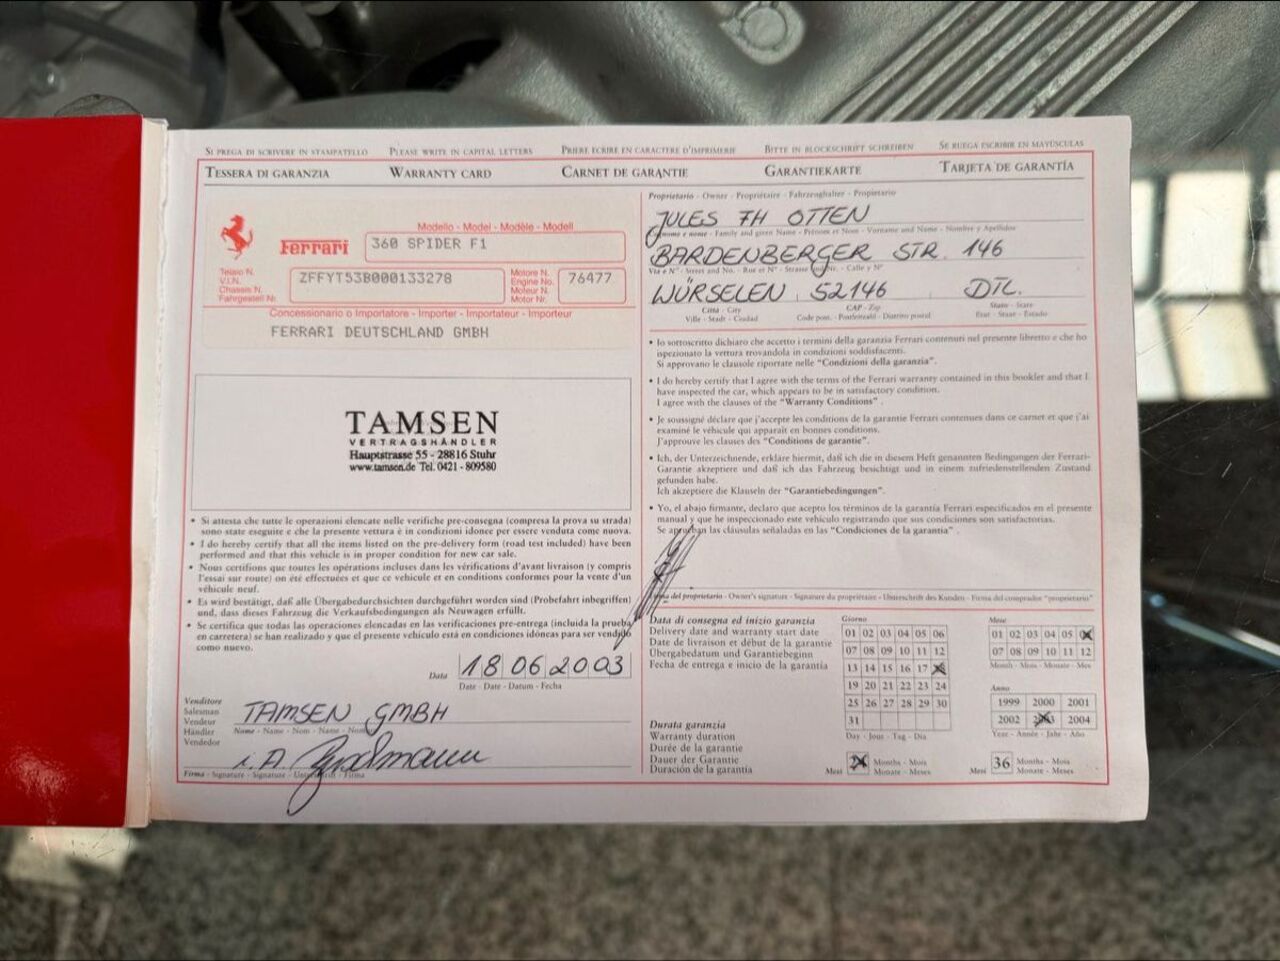 SI PREGA DI SCRIVERE IN STAMPATELLO PLEASE WRITE IN CAPITAL LETTERS PRIERE ECRIRE EN CARACTERE D'IMPRIMERIE BITTE IN BLOCKSCHRIFT SCHREIBEN SE RUEGA ESCRIBIR EN MAYUSCULAS
TESSERA DI GARANZIA WARRANTY CARD CARNET DE GARANTIE GARANTIEKARTE TARJETA DE GARANTÍA
Modello - Model - Modèle - Modell
Ferrari 360 SPIDER F1
Telaio N.
V.I.N.
Chassis N.
Fahrgestell Nr.
ZFFYT53B000133278
Motore N.
Engine No.
Moteur N.
Motor Nr.
76477
Concessionario o Importatore - Importer - Importateur - Importeur
FERRARI DEUTSCHLAND GMBH
TAMSEN
VERTRAGSHÄNDLER
Hauptstrasse 55 - 28816 Stuhr
www.tamsen.de Tel. 0421 - 809580
• Si attesta che tutte le operazioni elencate nelle verifiche pre-consegna (compresa la prova su strada)
sono state eseguite e che la presente vettura è in condizioni idonee per essere venduta come nuova.
• I do hereby certify that all the items listed on the pre-delivery form (road test included) have been
performed and that this vehicle is in proper condition for new car sale.
• Nous certifions que toutes les opérations incluses dans les vérifications d'avant livraison (y compris
l'essai sur route) on été effectuées et que ce vehicule et en conditions conformes pour la vente d'un
véhicule neuf.
• Es wird bestätigt, daß alle Übergabedurchsichten durchgeführt worden sind (Probefahrt inbegriffen)
und, dass dieses Fahrzeug die Verkaufsbedingungen als Neuwagen erfüllt.
• Se certifica que todas las operaciones elencadas en las verificaciones pre-entrega (incluida la prueba
en carretera) se han realizado y que el presente vehículo está en condiciones idóneas para ser vendido
como nuevo.
Data 18 06 2003
Date - Date - Datum - Fecha
Venditore
Salesman
Vendeur
Händler
Vendedor
TAMSEN GMBH
Name - Name - Nom - Name - Nom
i.A.
Firma - Signature - Signature - Unterschrift - Firma
Proprietario - Owner - Propriétaire - Fahrzeughalter - Propietario
JULES FH OTTEN
Cognome e nome - Family and given Name - Prénom et Nom - Vorname und Name - Nombre y Apellidos
BARDENBERGER STR. 146
Via e N° - Street and No. - Rue et N° - Strasse und Nr. - Calle y N°
WÜRSELEN 52146 DTL.
Città - City
Ville - Stadt - Ciudad
CAP - Zip
Code post. - Postleitzahl - Distrito postal
Stato - State
Etat - Staat - Estado
• Io sottoscritto dichiaro che accetto i termini della garanzia Ferrari contenuti nel presente libretto e che ho
ispezionato la vettura trovandola in condizioni soddisfacenti.
Si approvano le clausole riportate nelle "Condizioni della garanzia".
• I do hereby certify that I agree with the terms of the Ferrari warranty contained in this bookler and that I
have inspected the car, which appears to be in satisfactory condition.
I agree with the clauses of the "Warranty Conditions" .
• Je soussigné déclare que j'accepte les conditions de la garantie Ferrari contenues dans ce carnet et que j'ai
examiné le véhicule qui apparaît en bonnes conditions.
J'approuve les clauses des "Conditions de garantie".
• Ich, der Unterzeichnende, erkläre hiermit, daß ich die in diesem Heft genannten Bedingungen der Ferrari-
Garantie akzeptiere und daß ich das Fahrzeug besichtigt und in einem zufriedenstellenden Zustand
gefunden habe.
Ich akzeptiere die Klauseln der "Garantiebedingungen".
• Yo, el abajo firmante, declaro que acepto los términos de la garantía Ferrari especificados en el presente
manual y que he inspeccionado este vehículo registrando que sus condiciones son satisfactorias.
Se aprueban las cláusulas señaladas en las "Condiciones de la garantía" .
Firma del proprietario - Owner's signature - Signature du propriétaire - Unterschrift des Kunden - Firma del comprador "propietario"
Data di consegna ed inizio garanzia
Delivery date and warranty start date
Date de livraison et début de la garantie
Übergabedatum und Garantiebeginn
Fecha de entrega e inicio de la garantía
Giorno
01 02 03 04 05 06
07 08 09 10 11 12
13 14 15 16 17 18
19 20 21 22 23 24
25 26 27 28 29 30
31
Day - Jour - Tag - Dia
Mese
01 02 03 04 05 06
07 08 09 10 11 12
Month - Mois - Monate - Mes
Anno
1999 2000 2001
2002 2003 2004
Year - Année - Jahr - Año
Durata garanzia
Warranty duration
Durée de la garantie
Dauer der Garantie
Duración de la garantía
Mesi 24 Months - Mois
Monate - Meses
Mesi 36 Months - Mois
Monate - Meses